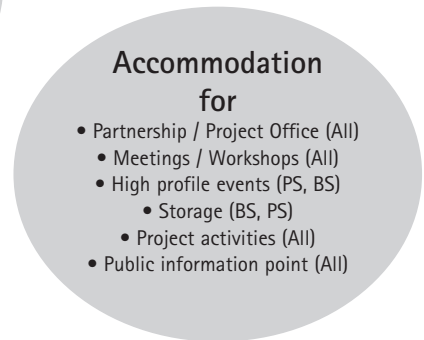 Accommodation
for
• Partnership / Project Office (All)
• Meetings / Workshops (All)
• High profile events (PS, BS)
• Storage (BS, PS)
• Project activities (All)
• Public information point (All)